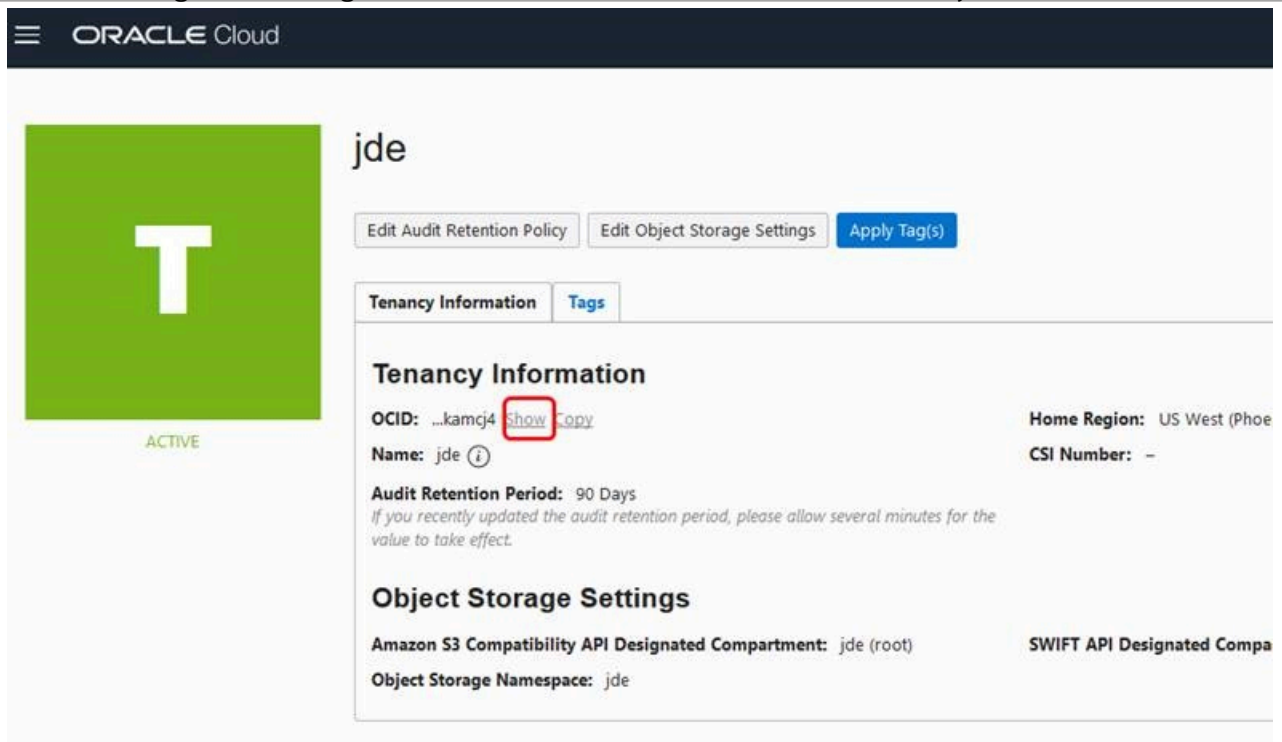 ORACLE Cloud
T
ACTIVE
jde
Edit Audit Retention Policy Edit Object Storage Settings Apply Tag(s)
Tenancy Information Tags
Tenancy Information
OCID: ...kamcj4 Show Copy
Home Region: US West (Phoe
Name: jde i
CSI Number: –
Audit Retention Period: 90 Days
If you recently updated the audit retention period, please allow several minutes for the
value to take effect.
Object Storage Settings
Amazon S3 Compatibility API Designated Compartment: jde (root)
SWIFT API Designated Compa
Object Storage Namespace: jde